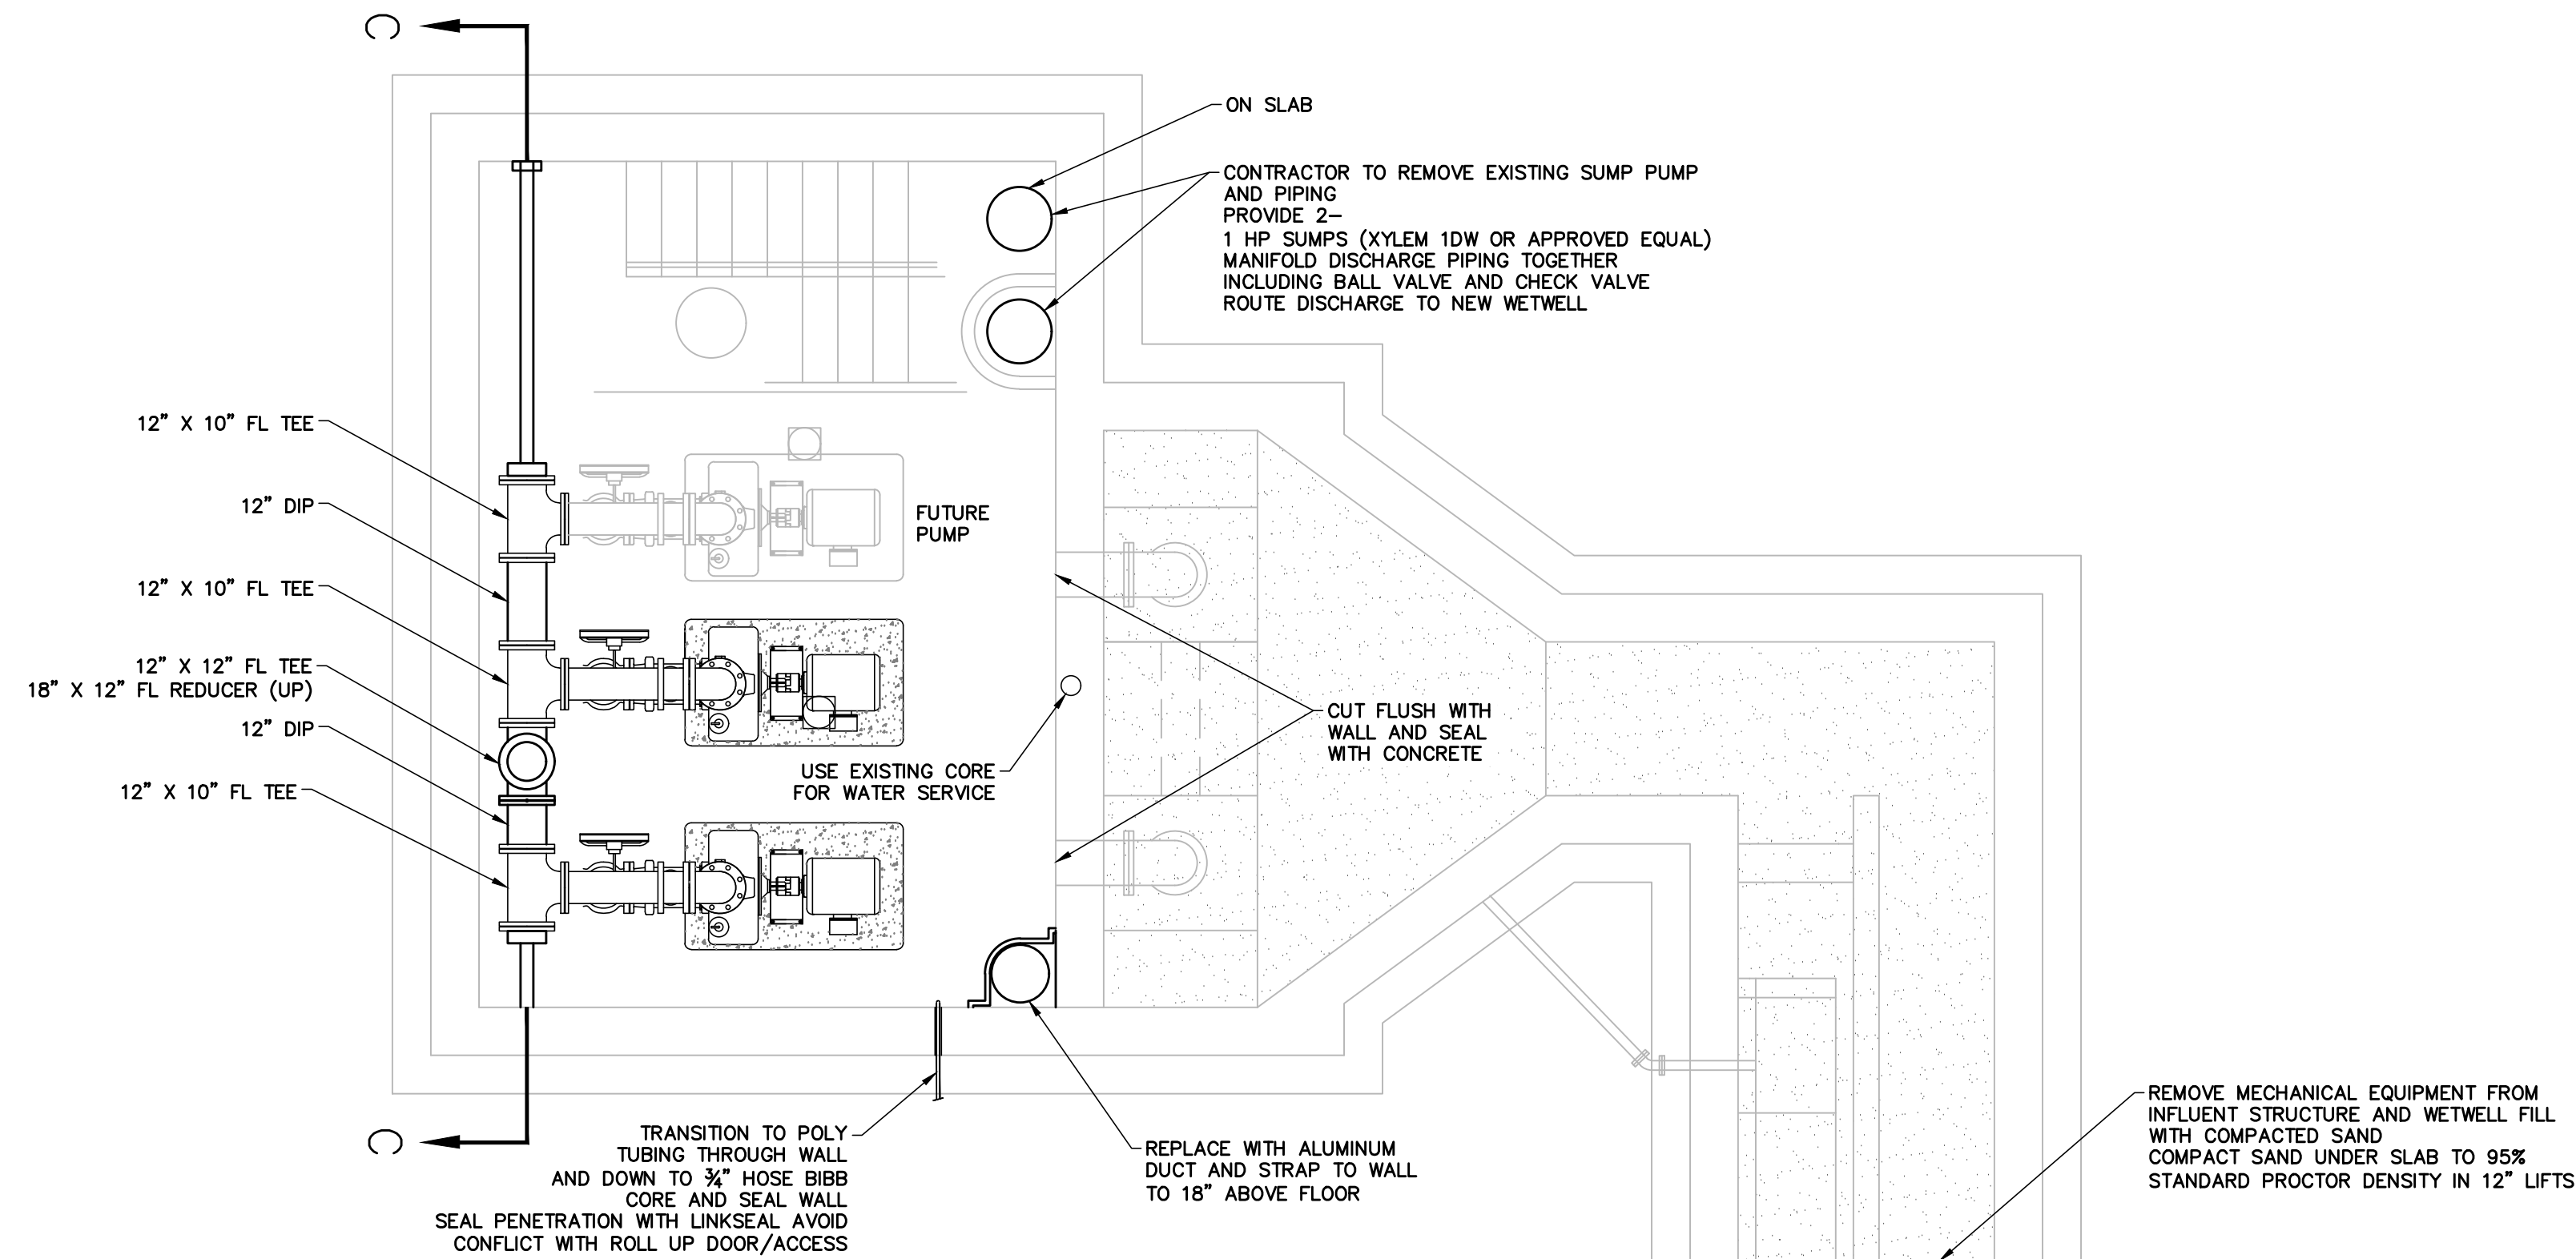 C
ON SLAB
CONTRACTOR TO REMOVE EXISTING SUMP PUMP
AND PIPING
PROVIDE 2–
1 HP SUMPS (XYLEM 1DW OR APPROVED EQUAL)
MANIFOLD DISCHARGE PIPING TOGETHER
INCLUDING BALL VALVE AND CHECK VALVE
ROUTE DISCHARGE TO NEW WETWELL
12” X 10” FL TEE
12” DIP
12” X 10” FL TEE
12” X 12” FL TEE
18” X 12” FL REDUCER (UP)
12” DIP
12” X 10” FL TEE
FUTURE
PUMP
USE EXISTING CORE
FOR WATER SERVICE
CUT FLUSH WITH
WALL AND SEAL
WITH CONCRETE
C
TRANSITION TO POLY
TUBING THROUGH WALL
AND DOWN TO ¾” HOSE BIBB
CORE AND SEAL WALL
SEAL PENETRATION WITH LINKSEAL AVOID
CONFLICT WITH ROLL UP DOOR/ACCESS
REPLACE WITH ALUMINUM
DUCT AND STRAP TO WALL
TO 18” ABOVE FLOOR
REMOVE MECHANICAL EQUIPMENT FROM
INFLUENT STRUCTURE AND WETWELL FILL
WITH COMPACTED SAND
COMPACT SAND UNDER SLAB TO 95%
STANDARD PROCTOR DENSITY IN 12” LIFTS